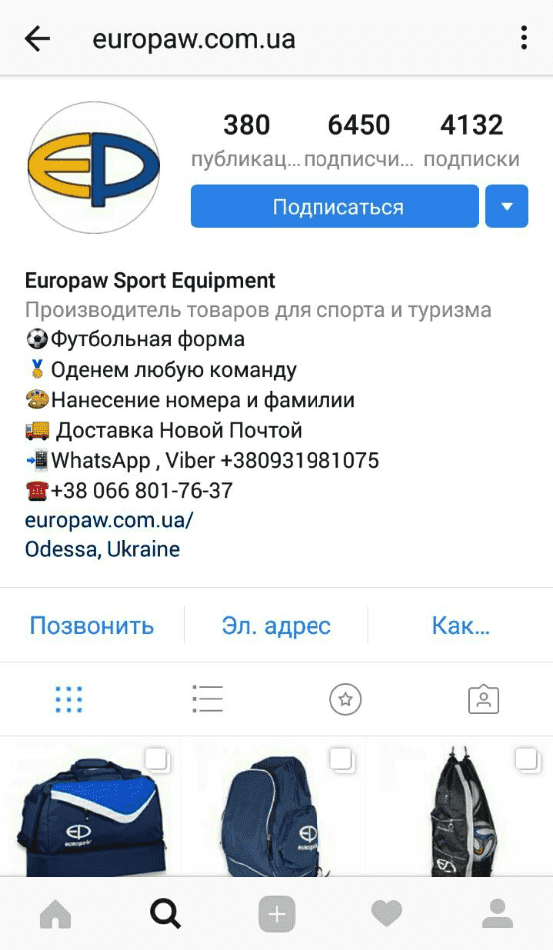 europaw.com.ua
380 6450 4132
публикац... подписчи... подписки
Подписаться
Europaw Sport Equipment
Производитель товаров для спорта и туризма
⚽Футбольная форма
🏅Оденем любую команду
🎨Нанесение номера и фамилии
🚚 Доставка Новой Почтой
📲WhatsApp , Viber +380931981075
☎+38 066 801-76-37
europaw.com.ua/
Odessa, Ukraine
Позвонить Эл. адрес Как...
europaw europaw